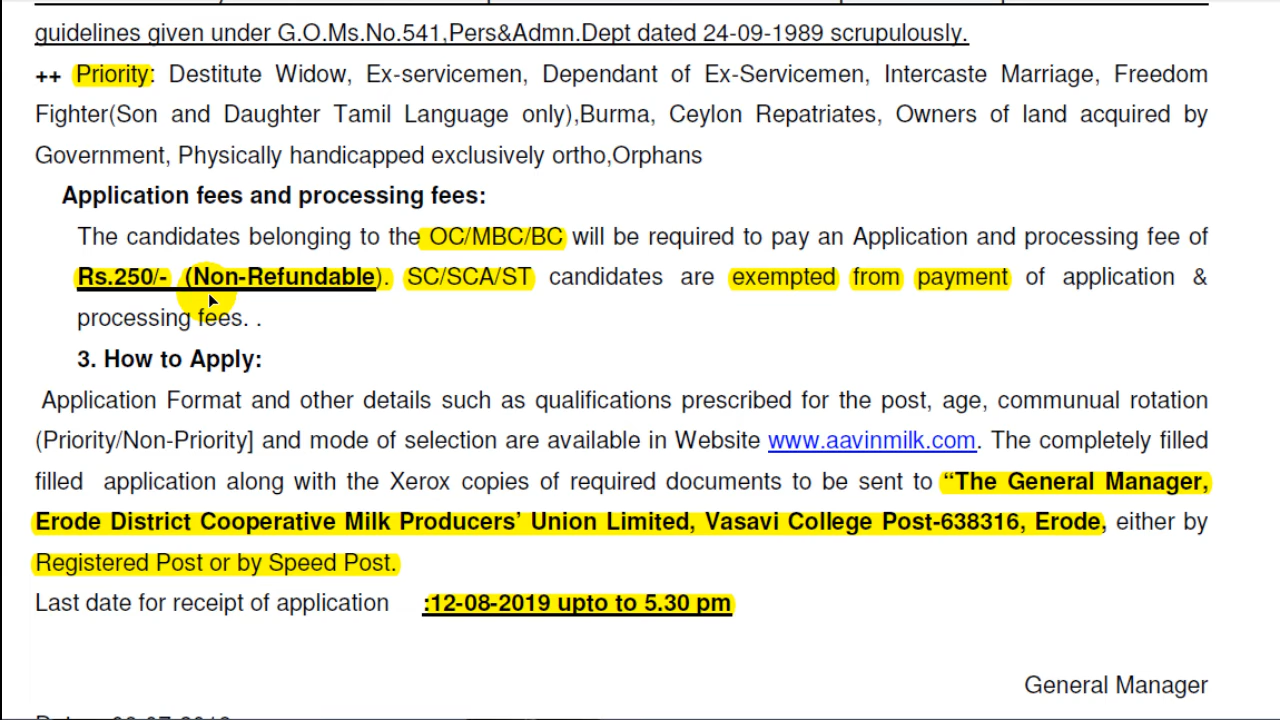 guidelines given under G.O.Ms.No.541,Pers&Admn.Dept dated 24-09-1989 scrupulously.
++ Priority: Destitute Widow, Ex-servicemen, Dependant of Ex-Servicemen, Intercaste Marriage, Freedom
Fighter(Son and Daughter Tamil Language only),Burma, Ceylon Repatriates, Owners of land acquired by
Government, Physically handicapped exclusively ortho,Orphans
Application fees and processing fees:
The candidates belonging to the OC/MBC/BC will be required to pay an Application and processing fee of
Rs.250/- (Non-Refundable). SC/SCA/ST candidates are exempted from payment of application &
processing fees. .
3. How to Apply:
Application Format and other details such as qualifications prescribed for the post, age, communual rotation
(Priority/Non-Priority] and mode of selection are available in Website www.aavinmilk.com. The completely filled
filled application along with the Xerox copies of required documents to be sent to “The General Manager,
Erode District Cooperative Milk Producers’ Union Limited, Vasavi College Post-638316, Erode, either by
Registered Post or by Speed Post.
Last date for receipt of application :12-08-2019 upto to 5.30 pm
General Manager